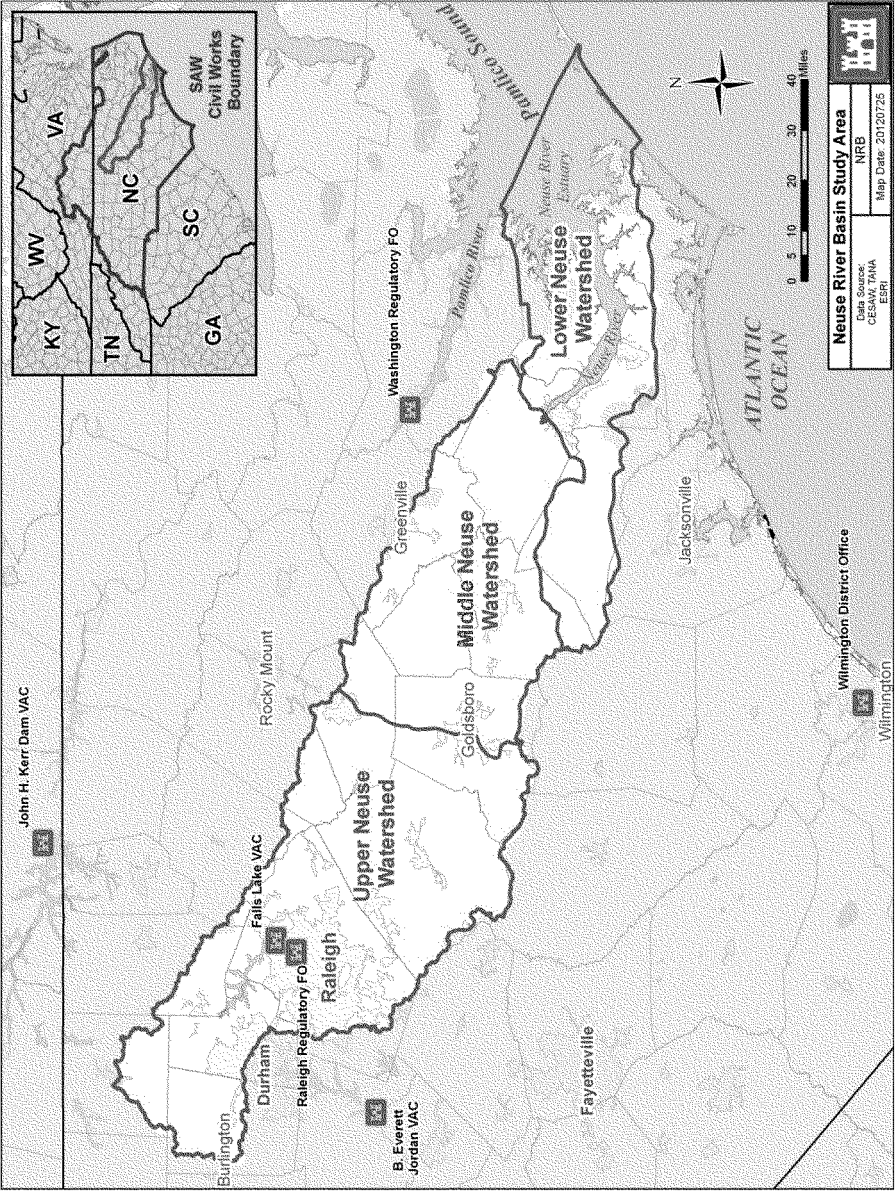 John H. Kerr Dam VAC
KY
WV
VA
TN
NC
GA
SC
SAW
Civil Works
Boundary
Rocky Mount
Falls Lake VAC
Washington Regulatory FO
Pamlico River
Pamlico Sound
Burlington
Durham
Raleigh Regulatory FO
Raleigh
Upper Neuse
Watershed
Greenville
Middle Neuse
Watershed
Goldsboro
Lower Neuse
Watershed
Neuse River
Estuary
Neuse River
N
B. Everett
Jordan VAC
Fayetteville
Jacksonville
ATLANTIC
OCEAN
Wilmington District Office
Wilmington
0 5 10 20 30 40
Miles
Neuse River Basin Study Area
Data Source:
CESAW, TANA
ESRI
NRB
Map Date: 20120725